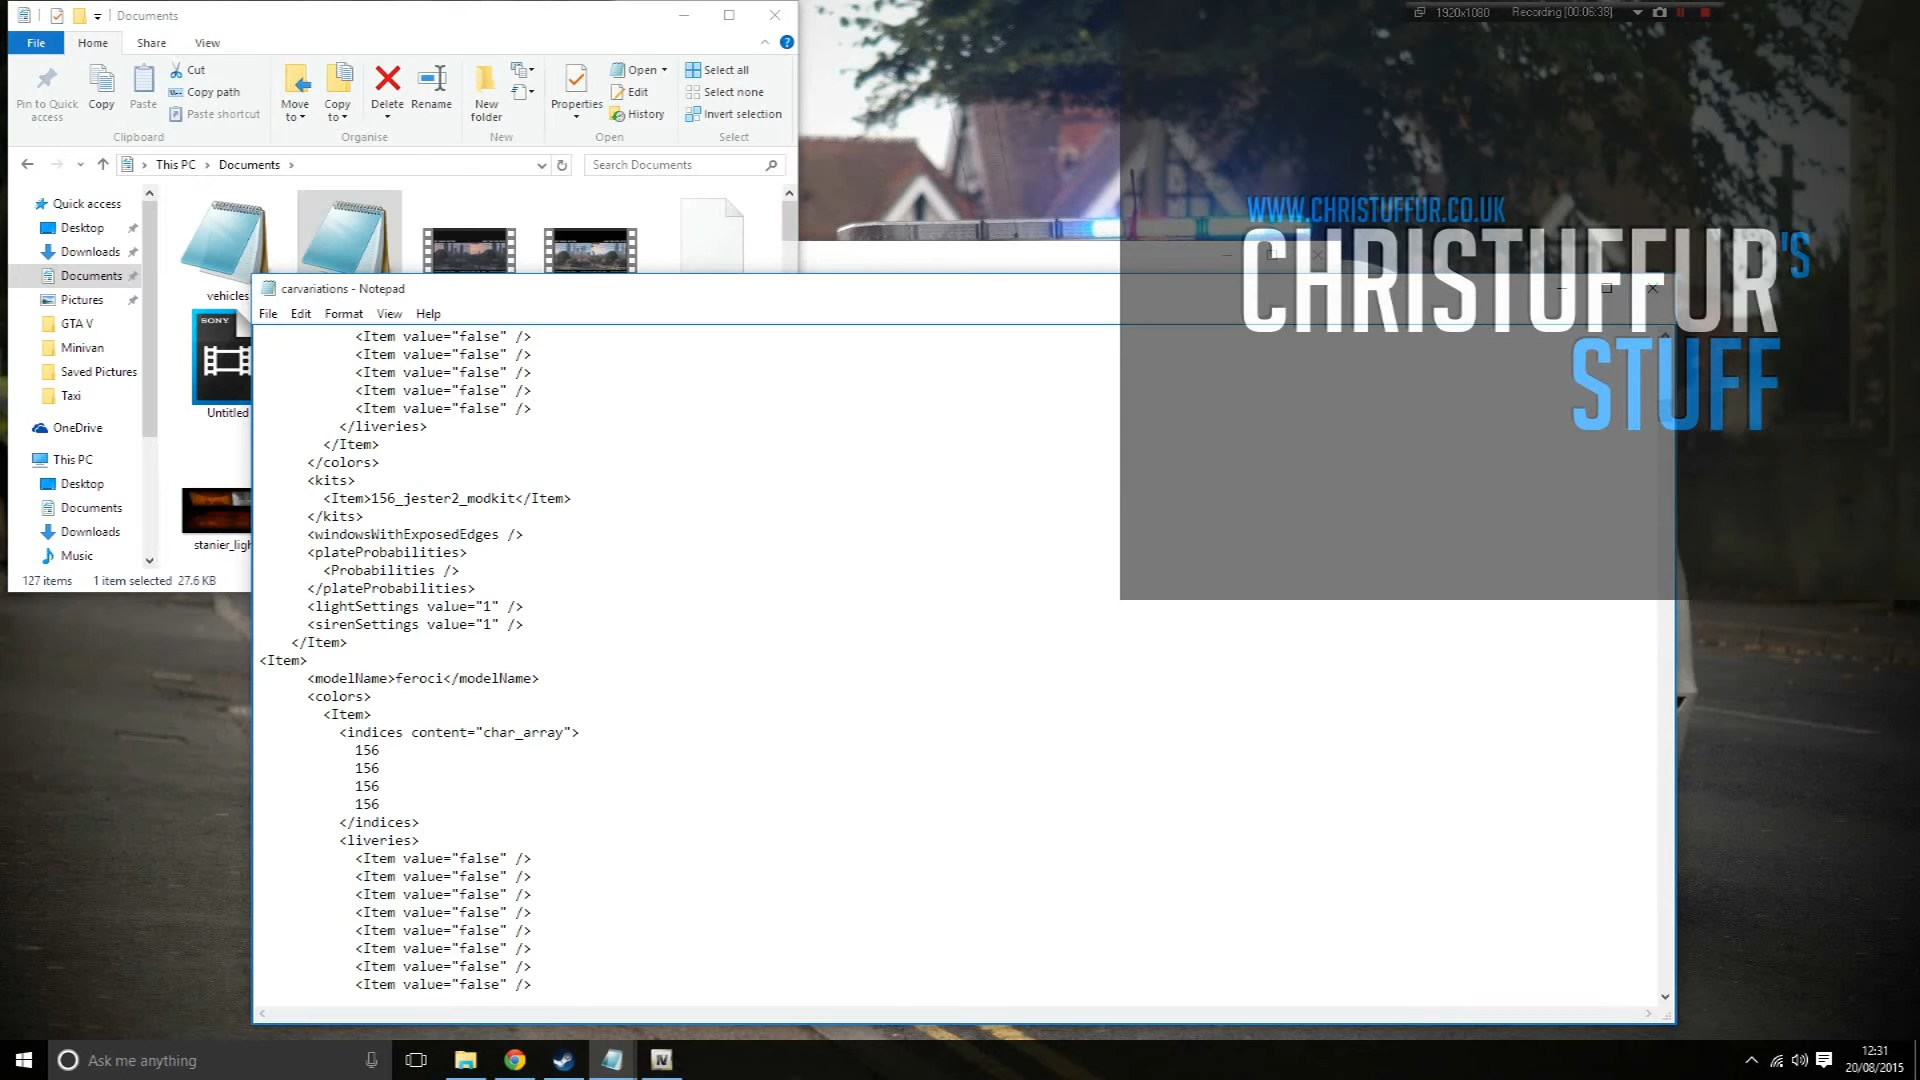 Documents
1920x1080 Recording [00:06:38]
File Home Share View
Pin to Quick access
Copy
Paste
Cut
Copy path
Paste shortcut
Clipboard
Move to
Copy to
Delete
Rename
Organise
New folder
New
Properties
Open
Edit
History
Open
Select all
Select none
Invert selection
Select
This PC > Documents >
Search Documents
Quick access
Desktop
Downloads
Documents
Pictures
GTA V
Minivan
Saved Pictures
Taxi
OneDrive
This PC
Desktop
Documents
Downloads
Music
127 items 1 item selected 27.6 KB
vehicles
SONY
Untitled
stanier_ligh
WWW.CHRISTUFFUR.CO.UK
CHRISTUFFUR'S
STUFF
carvariations - Notepad
File Edit Format View Help
<Item value="false" />
<Item value="false" />
<Item value="false" />
<Item value="false" />
<Item value="false" />
</liveries>
</Item>
</colors>
<kits>
<Item>156_jester2_modkit</Item>
</kits>
<windowsWithExposedEdges />
<plateProbabilities>
<Probabilities />
</plateProbabilities>
<lightSettings value="1" />
<sirenSettings value="1" />
</Item>
<Item>
<modelName>feroci</modelName>
<colors>
<Item>
<indices content="char_array">
156
156
156
156
</indices>
<liveries>
<Item value="false" />
<Item value="false" />
<Item value="false" />
<Item value="false" />
<Item value="false" />
<Item value="false" />
<Item value="false" />
<Item value="false" />
Ask me anything
IV
12:31
20/08/2015